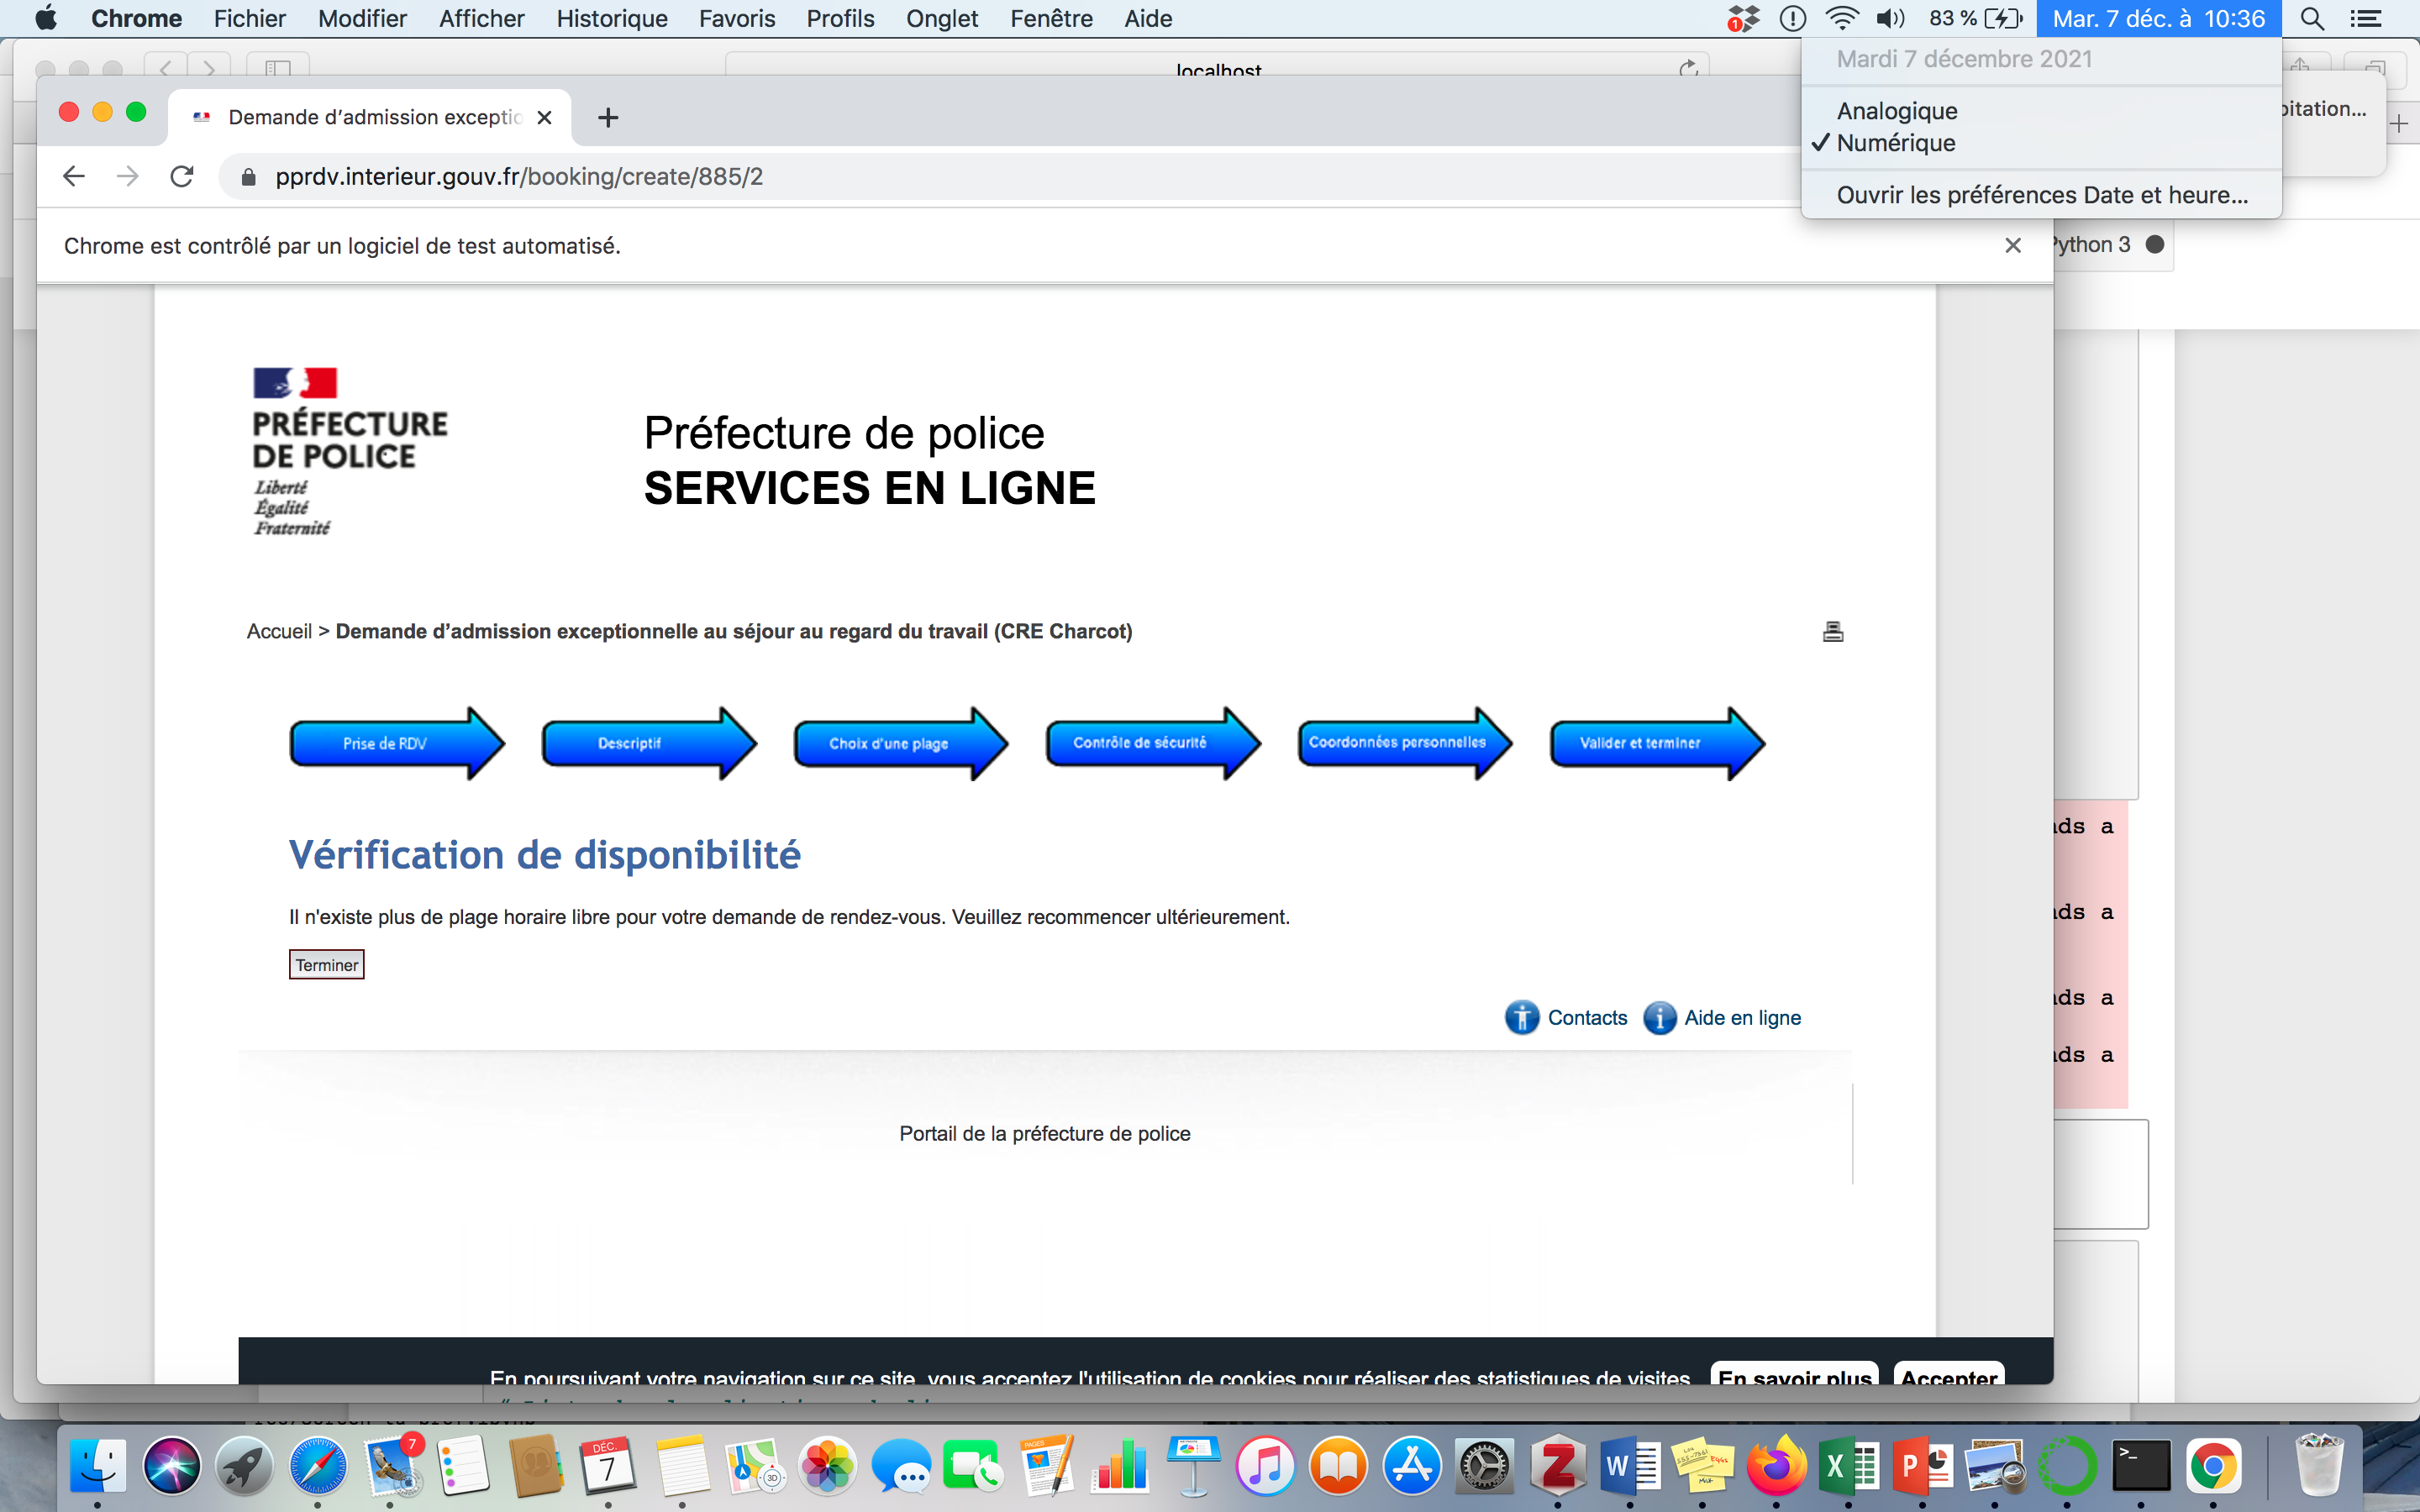 Chrome Fichier Modifier Afficher Historique Favoris Profils Onglet Fenêtre Aide 1 83 % Mar. 7 déc. à 10:36
Mardi 7 décembre 2021
localhost
Analogique
Demande d’admission exceptio
✓ Numérique
pprdv.interieur.gouv.fr/booking/create/885/2
Ouvrir les préférences Date et heure...
Chrome est contrôlé par un logiciel de test automatisé.
Python 3
PRÉFECTURE
DE POLICE
Liberté
Égalité
Fraternité
Préfecture de police
SERVICES EN LIGNE
Accueil > Demande d’admission exceptionnelle au séjour au regard du travail (CRE Charcot)
Prise de RDV Descriptif Choix d'une plage Contrôle de sécurité Coordonnées personnelles Valider et terminer
Vérification de disponibilité
Il n'existe plus de plage horaire libre pour votre demande de rendez-vous. Veuillez recommencer ultérieurement.
Terminer
Contacts Aide en ligne
Portail de la préfecture de police
En poursuivant votre navigation sur ce site, vous acceptez l'utilisation de cookies pour réaliser des statistiques de visites En savoir plus Accepter
7
DÉC.
7
3D
PAGES